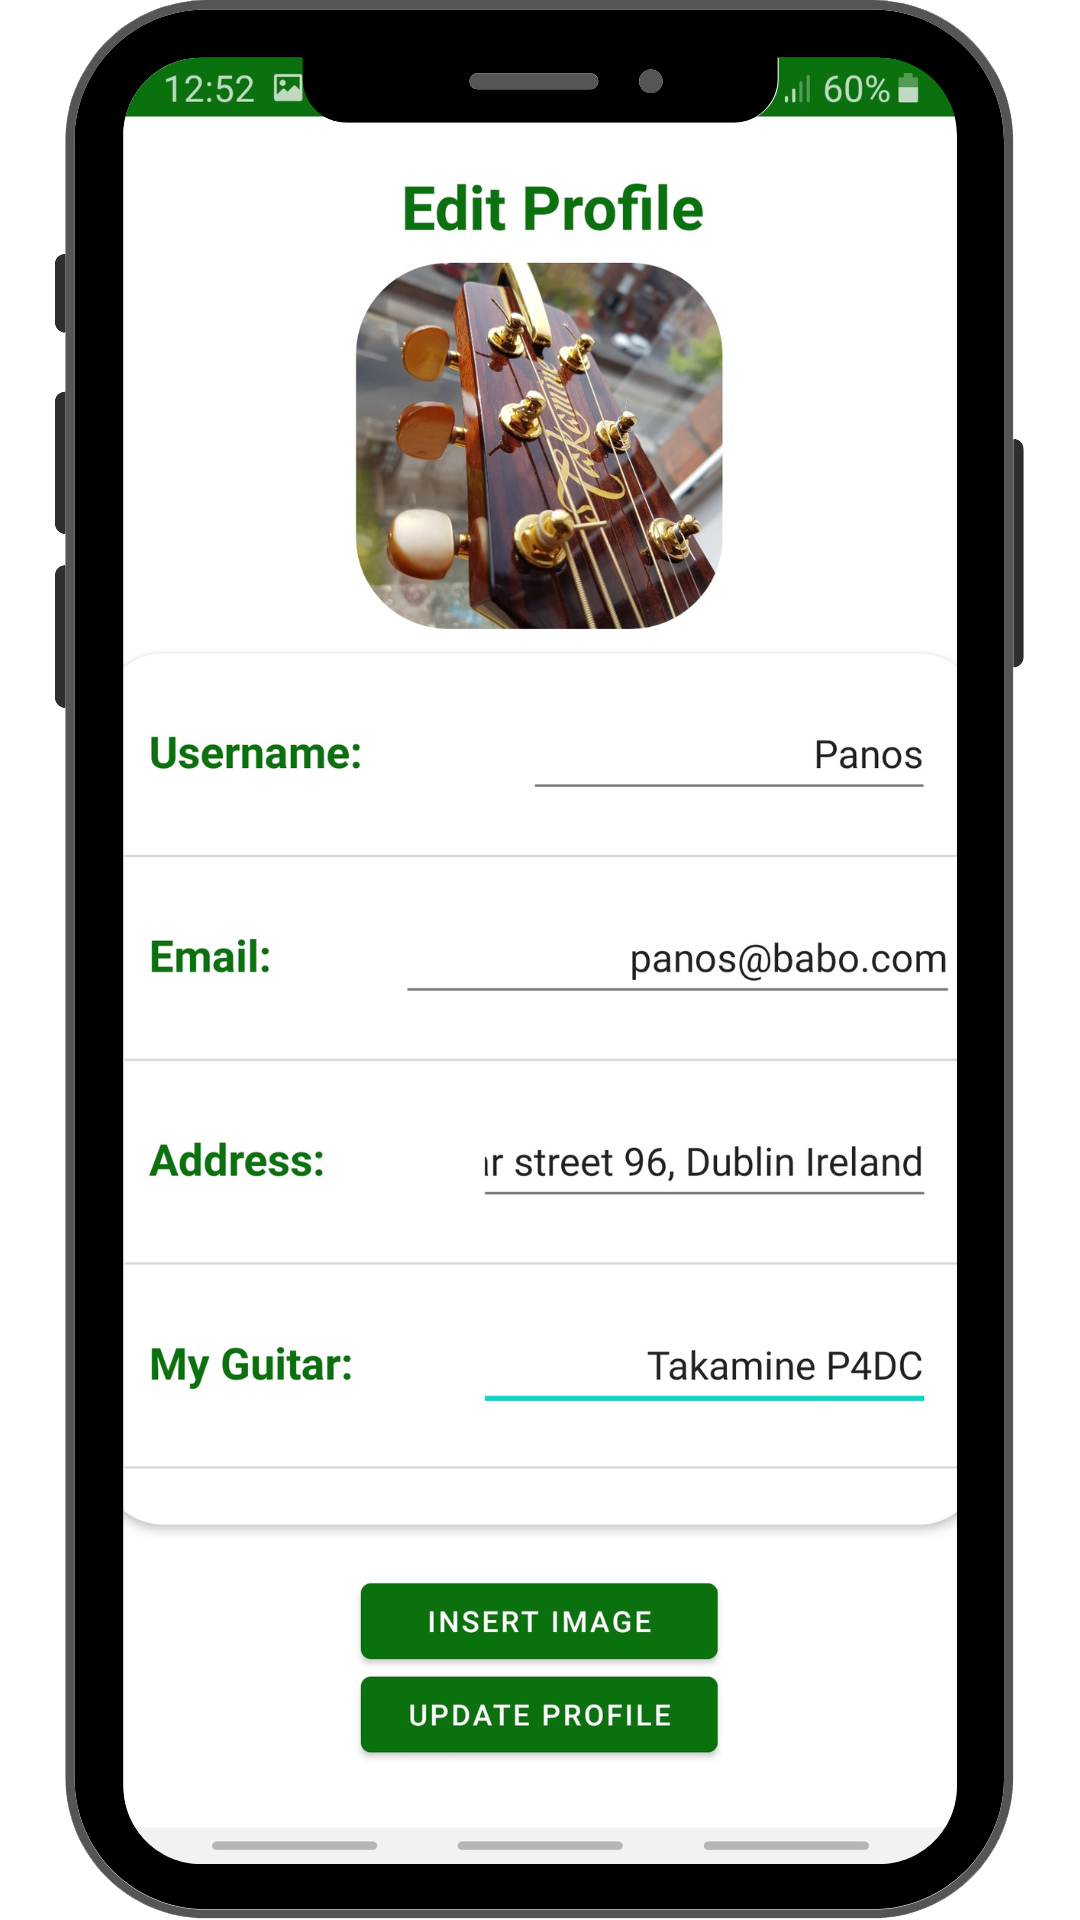 12:52 60%
Edit Profile
Takamine
Username: Panos
Email: panos@babo.com
Address: r street 96, Dublin Ireland
My Guitar: Takamine P4DC
INSERT IMAGE
UPDATE PROFILE